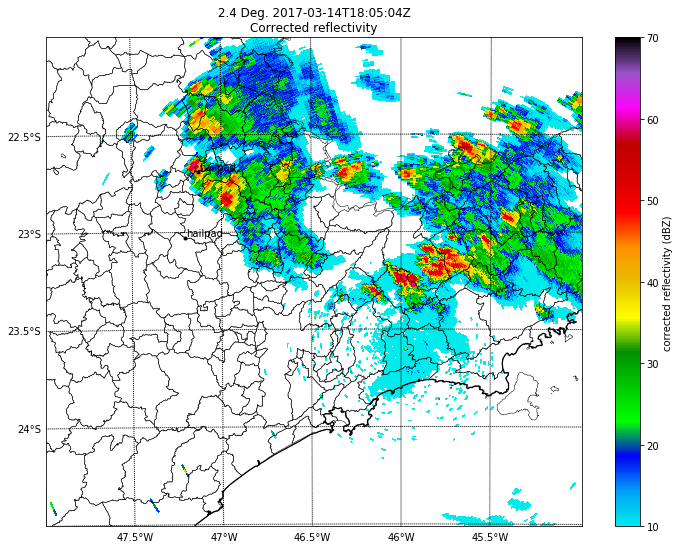 2.4 Deg. 2017-03-14T18:05:04Z
Corrected reflectivity
22.5°S
23°S
23.5°S
24°S
47.5°W
47°W
46.5°W
46°W
45.5°W
hailpad
70
60
50
40
30
20
10
corrected reflectivity (dBZ)